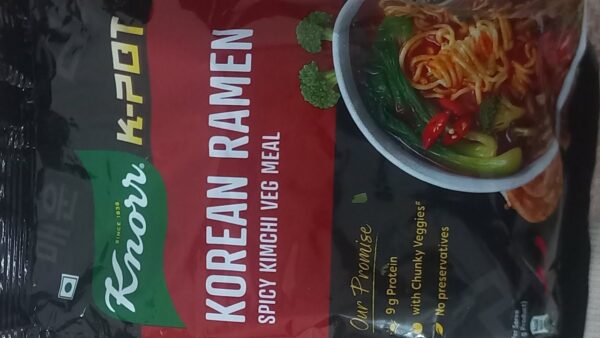 Knorr
SINCE 1838
K-POT
KOREAN RAMEN
SPICY KIMCHI VEG MEAL
Our Promise
9 g Protein
with Chunky Veggies#
No preservatives